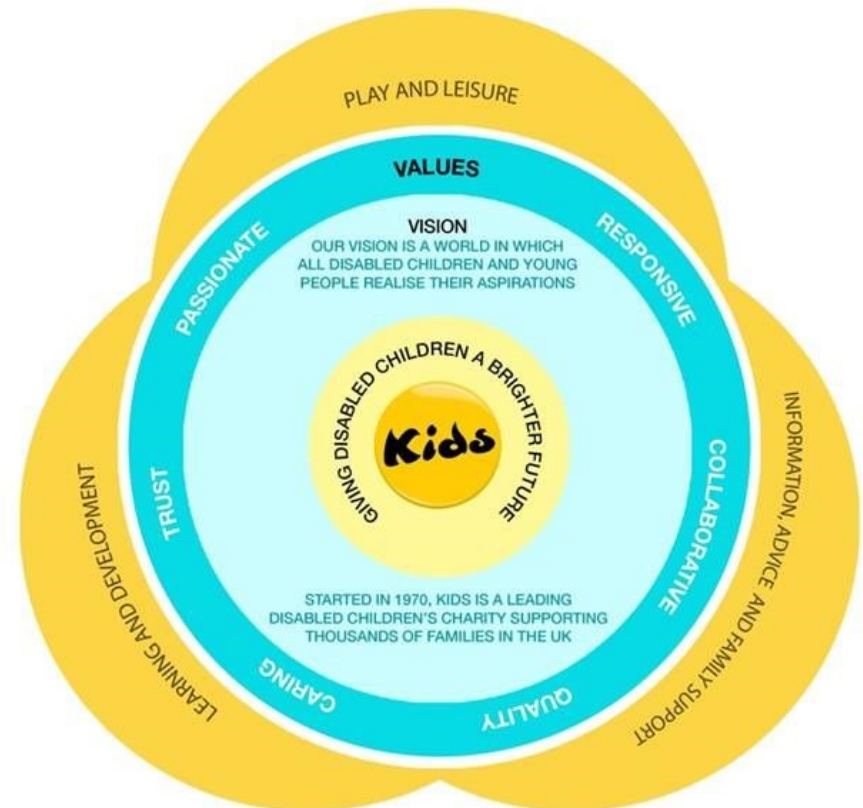 PLAY AND LEISURE
VALUES
PASSIONATE
RESPONSIVE
VISION
OUR VISION IS A WORLD IN WHICH
ALL DISABLED CHILDREN AND YOUNG
PEOPLE REALISE THEIR ASPIRATIONS
GIVING DISABLED CHILDREN A BRIGHTER FUTURE
Kids
TRUST
COLLABORATIVE
LEARNING AND DEVELOPMENT
INFORMATION, ADVICE AND FAMILY SUPPORT
STARTED IN 1970, KIDS IS A LEADING
DISABLED CHILDREN'S CHARITY SUPPORTING
THOUSANDS OF FAMILIES IN THE UK
CARING
QUALITY